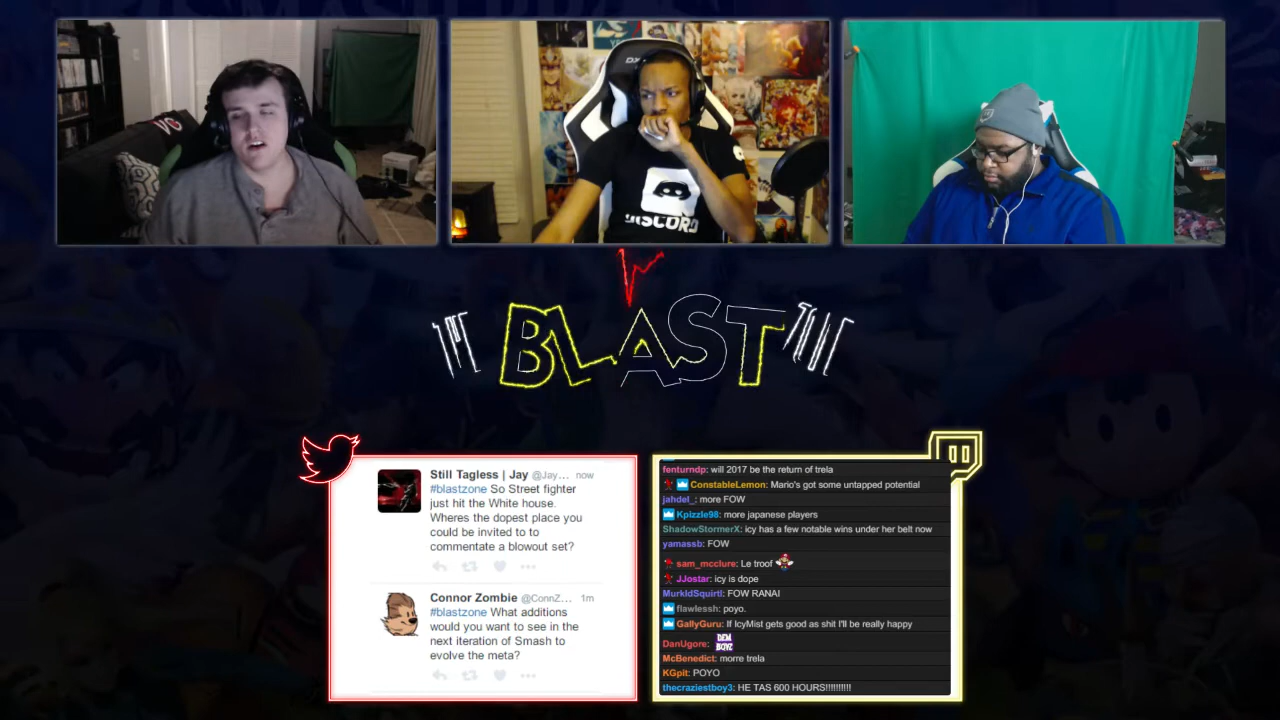 DX
DISCORD
BLAST
Still Tagless | Jay @Jay... now
#blastzone So Street fighter
just hit the White house.
Wheres the dopest place you
could be invited to to
commentate a blowout set?
Connor Zombie @ConnZ... 1m
#blastzone What additions
would you want to see in the
next iteration of Smash to
evolve the meta?
fenturndp: will 2017 be the return of trela
ConstableLemon: Mario's got some untapped potential
jahdel_: more FOW
Kpizzle98: more japanese players
ShadowStormerX: icy has a few notable wins under her belt now
yamassb: FOW
sam_mcclure: Le troof
JJostar: icy is dope
MurkIdSquirtl: FOW RANAI
flawlessh: poyo.
GallyGuru: If IcyMist gets good as shit I'll be really happy
DanUgore: DEM BOYZ
McBenedict: morre trela
KGpit: POYO
thecraziestboy3: HE TAS 600 HOURS!!!!!!!!!!